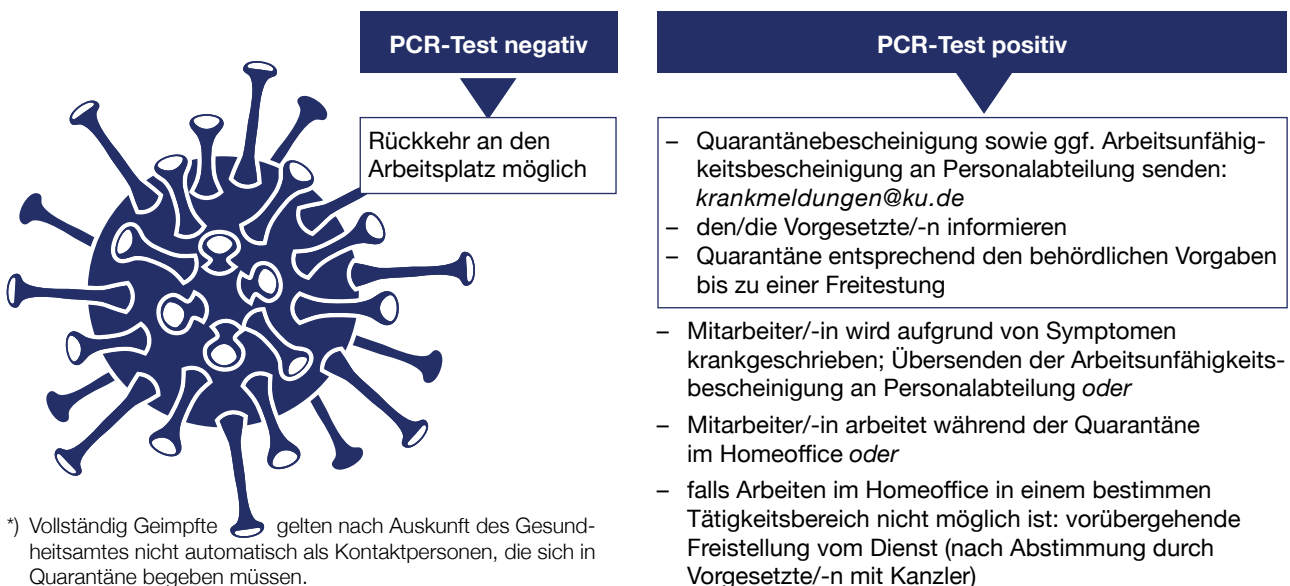 PCR-Test negativ
Rückkehr an den
Arbeitsplatz möglich
PCR-Test positiv
– Quarantänebescheinigung sowie ggf. Arbeitsunfähig-
keitsbescheinigung an Personalabteilung senden:
krankmeldungen@ku.de
– den/die Vorgesetzte/-n informieren
– Quarantäne entsprechend den behördlichen Vorgaben
bis zu einer Freitestung
– Mitarbeiter/-in wird aufgrund von Symptomen
krankgeschrieben; Übersenden der Arbeitsunfähigkeits-
bescheinigung an Personalabteilung oder
– Mitarbeiter/-in arbeitet während der Quarantäne
im Homeoffice oder
– falls Arbeiten im Homeoffice in einem bestimmen
Tätigkeitsbereich nicht möglich ist: vorübergehende
Freistellung vom Dienst (nach Abstimmung durch
Vorgesetzte/-n mit Kanzler)
*) Vollständig Geimpfte gelten nach Auskunft des Gesund-
heitsamtes nicht automatisch als Kontaktpersonen, die sich in
Quarantäne begeben müssen.